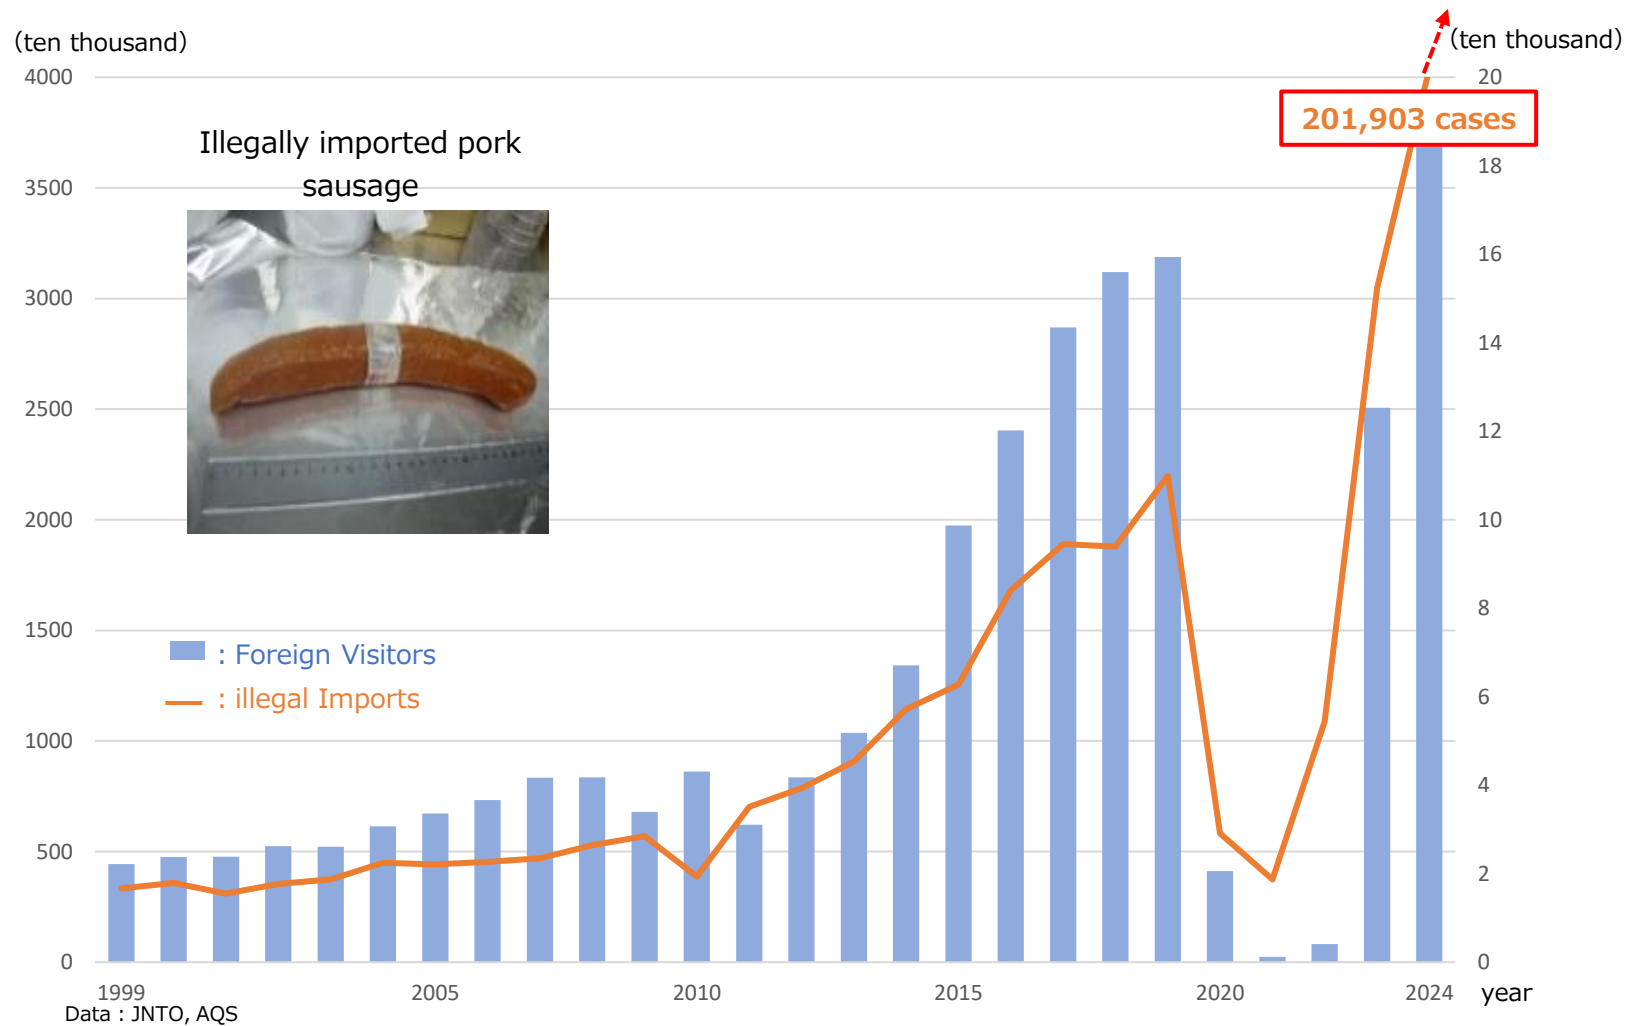 (ten thousand)
(ten thousand)
4000
3500
3000
2500
2000
1500
1000
500
0
20
18
16
14
12
10
8
6
4
2
0
201,903 cases
Illegally imported pork
sausage
: Foreign Visitors
: illegal Imports
1999
2005
2010
2015
2020
2024
year
Data : JNTO, AQS